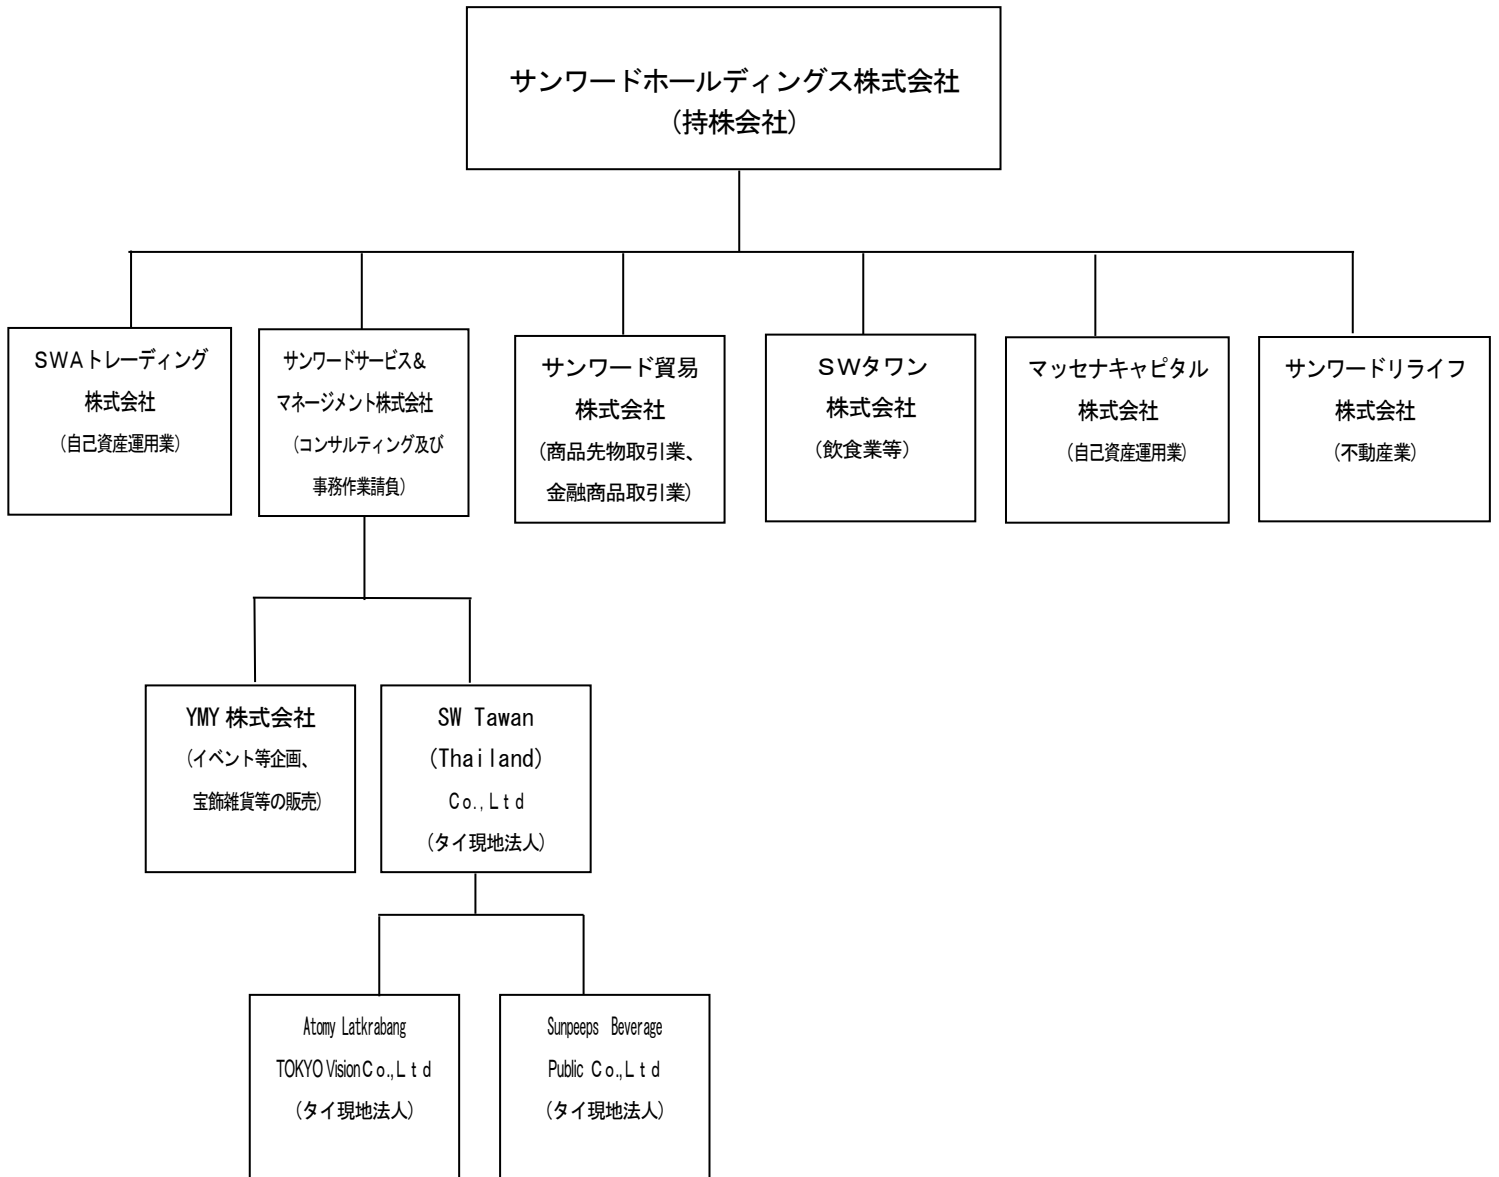 サンワードホールディングス株式会社
(持株会社)
SWAトレーディング
株式会社
(自己資産運用業)
サンワードサービス&
マネージメント株式会社
(コンサルティング及び
事務作業請負)
サンワード貿易
株式会社
(商品先物取引業、
金融商品取引業)
SWタワン
株式会社
(飲食業等)
マッセナキャピタル
株式会社
(自己資産運用業)
サンワードリライフ
株式会社
(不動産業)
YMY 株式会社
(イベント等企画、
宝飾雑貨等の販売)
SW Tawan
(Thailand)
Co.,Ltd
(タイ現地法人)
Atomy Latkrabang
TOKYO Vision Co.,Ltd
(タイ現地法人)
Sunpeeps Beverage
Public Co.,Ltd
(タイ現地法人)